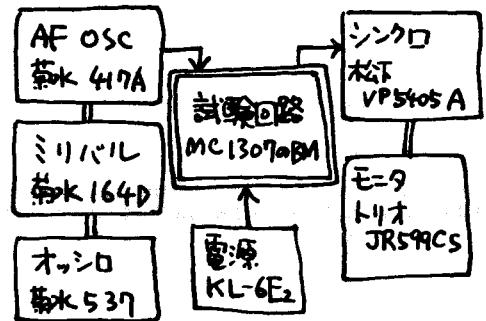 AF OSC
菊水 417A
ミリバル
菊水 164D
オッシロ
菊水 537
試験回路
MC1307のBM
電源
KL-6E₂
シンクロ
松下
VP5405A
モニタ
トリオ
JR599CS